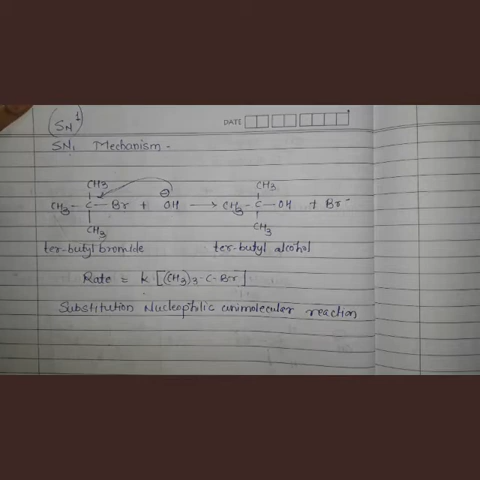 SN1
DATE
SN1 Mechanism -
CH3 CH3
CH3 - C - Br + ⊖OH → CH3 - C - OH + Br⁻
CH3 CH3
ter-butyl bromide ter-butyl alcohol
Rate = k [(CH3)3-C-Br]
Substitution Nucleophilic unimolecular reaction